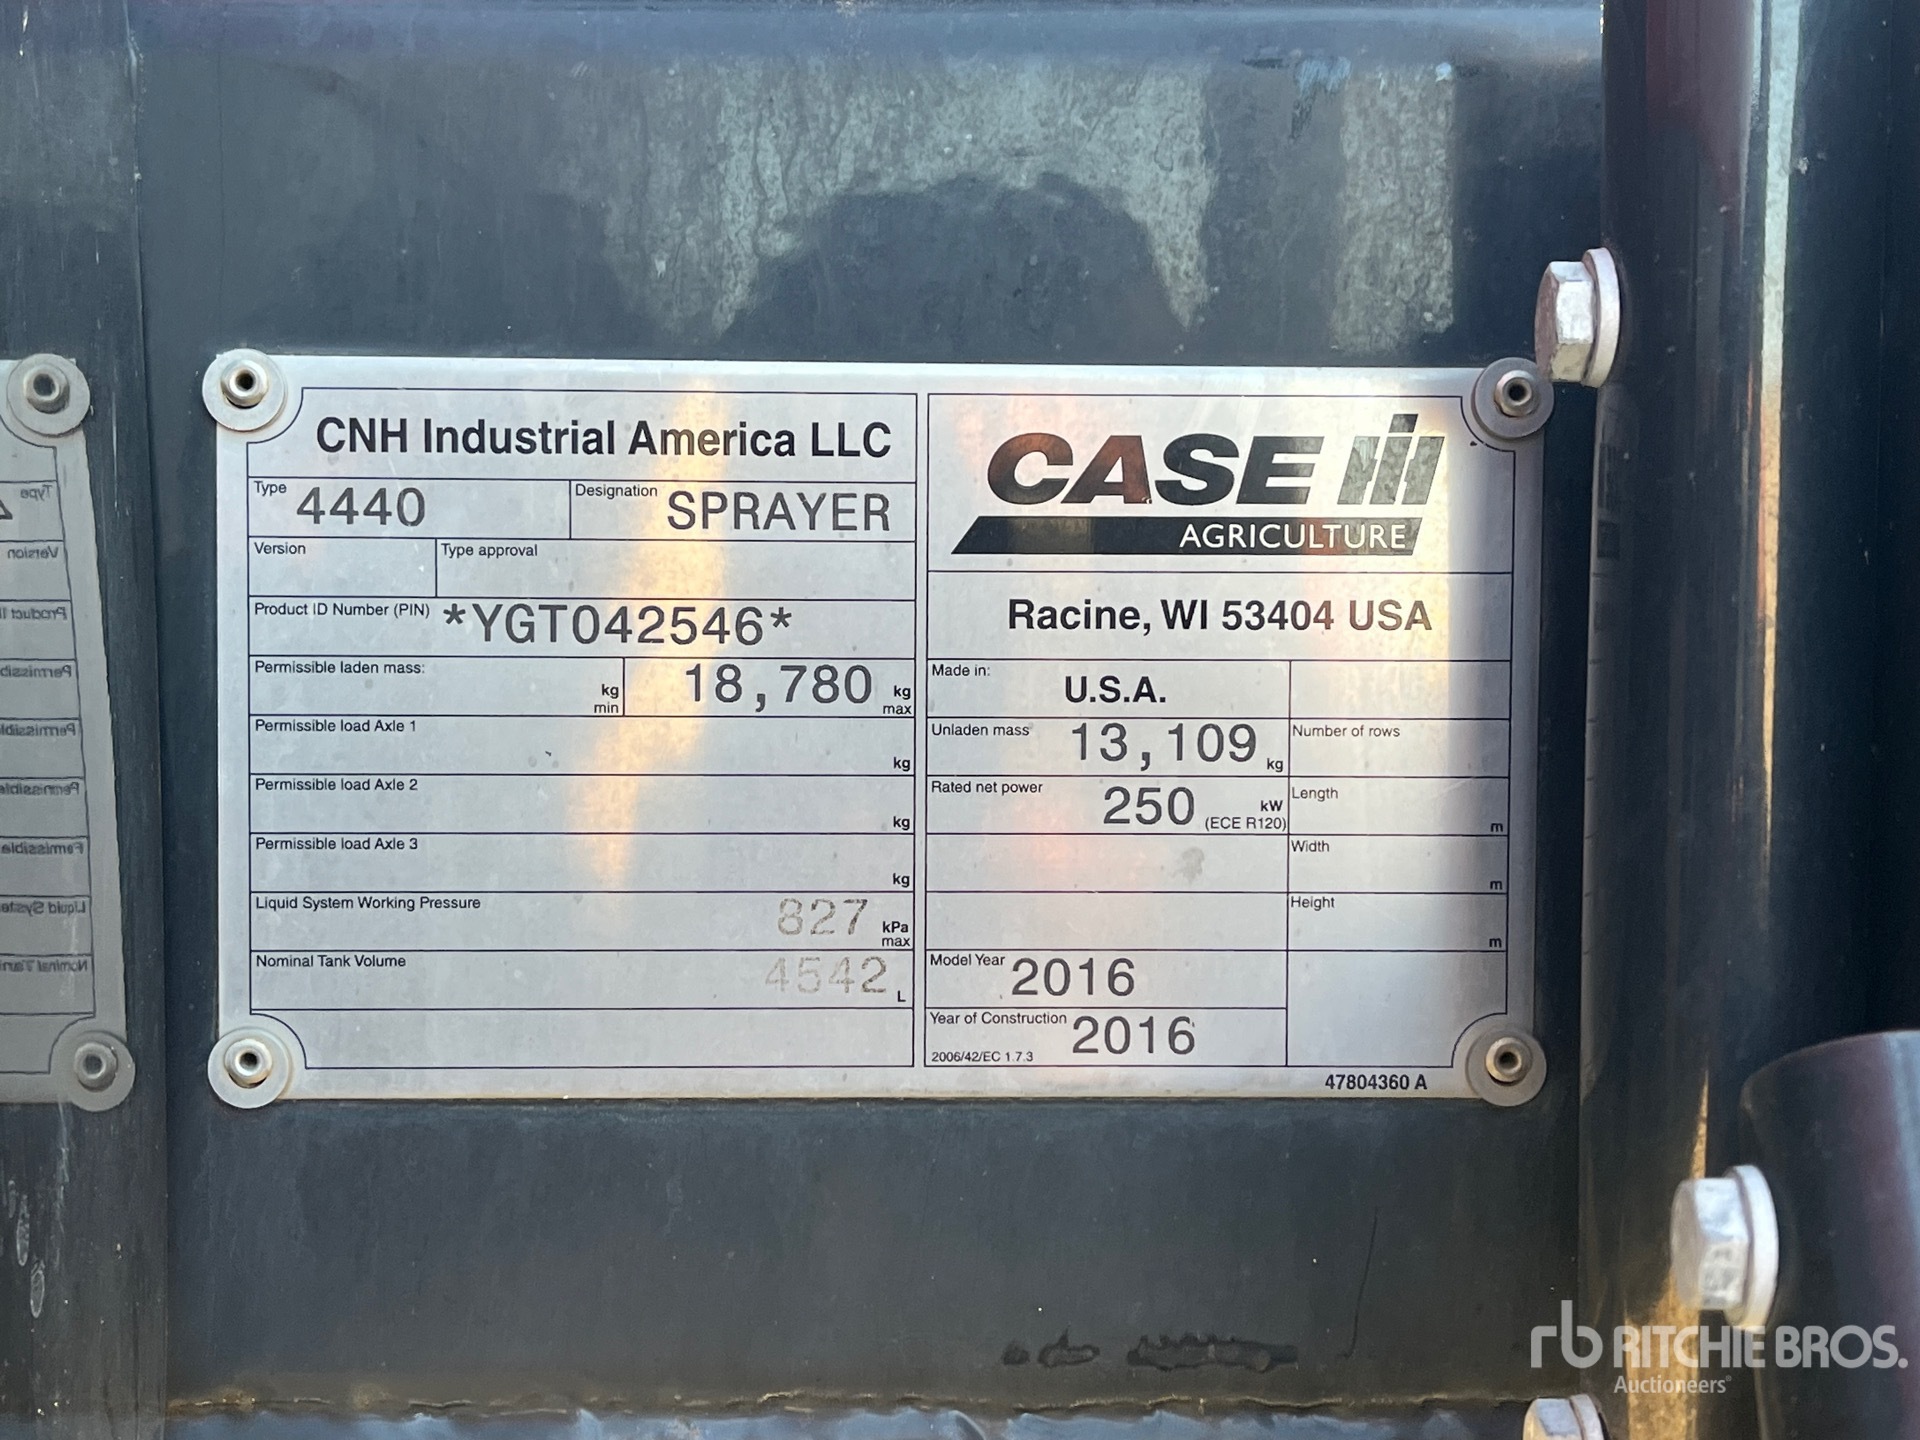 CNH Industrial America LLC
Type 4440 Designation SPRAYER
Version Type approval
Product ID Number (PIN) *YGT042546*
Permissible laden mass: kg min 18,780 kg max
Permissible load Axle 1 kg
Permissible load Axle 2 kg
Permissible load Axle 3 kg
Liquid System Working Pressure 827 kPa max
Nominal Tank Volume 4542 L
CASE IH
AGRICULTURE
Racine, WI 53404 USA
Made in: U.S.A.
Unladen mass 13,109 kg Number of rows
Rated net power 250 kW (ECE R120) Length m
Width m
Height m
Model Year 2016
Year of Construction 2016
2006/42/EC 1.7.3
47804360 A
rb RITCHIE BROS.
Auctioneers